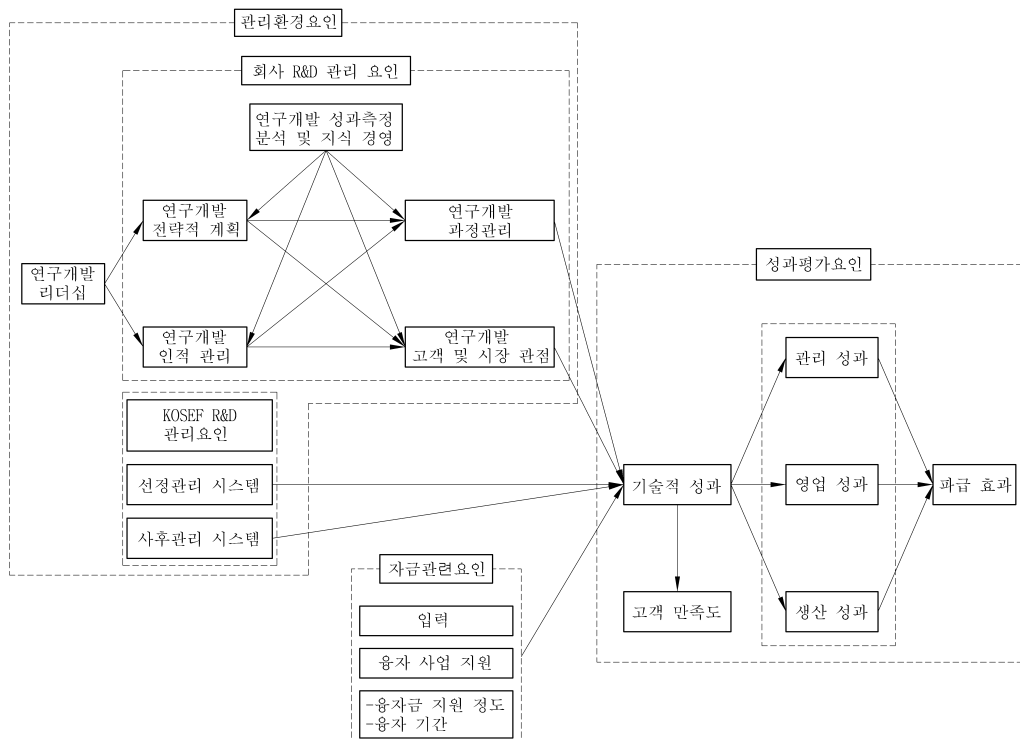 관리환경요인
회사 R&D 관리 요인
연구개발 성과측정
분석 및 지식 경영
연구개발
전략적 계획
연구개발
과정관리
연구개발
리더십
연구개발
인적 관리
연구개발
고객 및 시장 관점
KOSEF R&D
관리요인
선정관리 시스템
사후관리 시스템
자금관련요인
입력
융자 사업 지원
-융자금 지원 정도
-융자 기간
성과평가요인
기술적 성과
고객 만족도
관리 성과
영업 성과
생산 성과
파급 효과